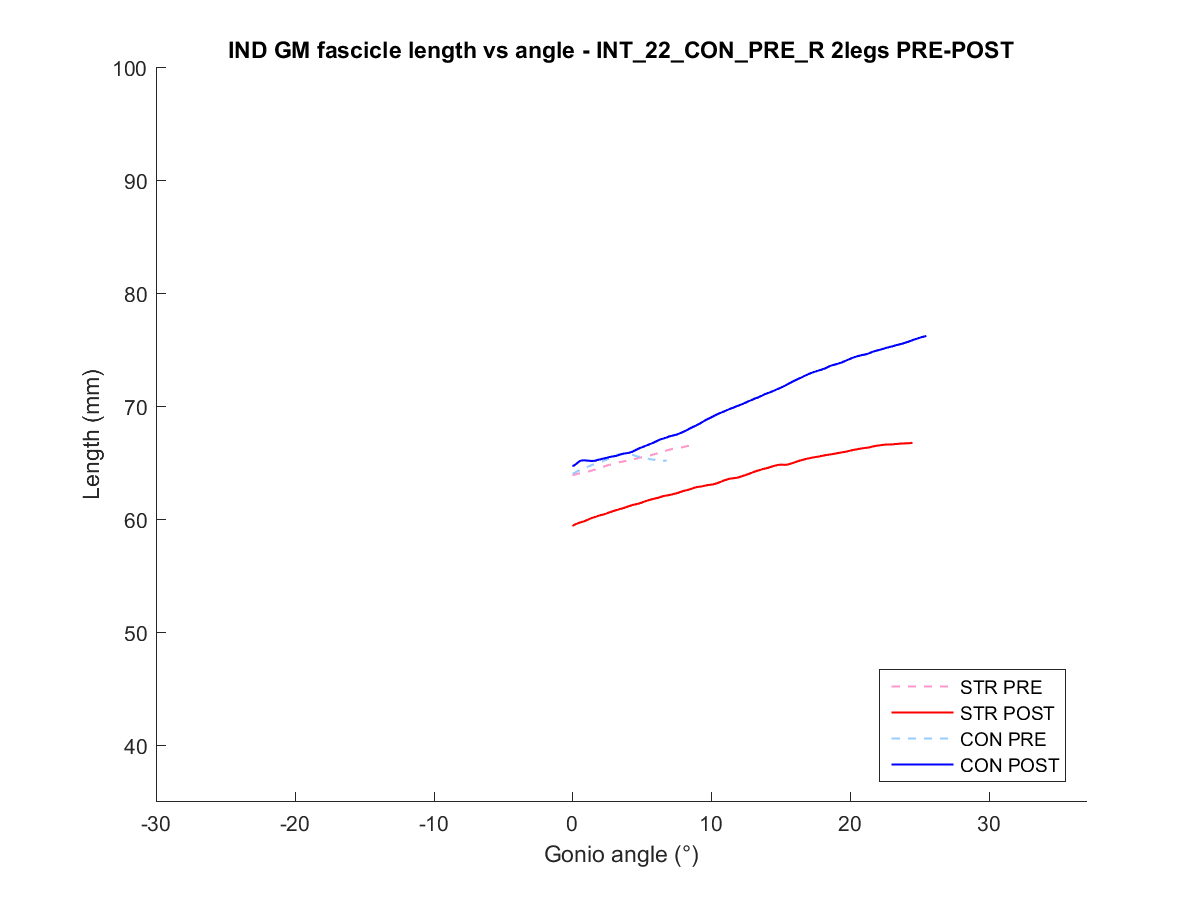 IND GM fascicle length vs angle - INT_22_CON_PRE_R 2legs PRE-POST
100
90
80
70
60
50
40
Length (mm)
-30 -20 -10 0 10 20 30
Gonio angle (°)
STR PRE
STR POST
CON PRE
CON POST